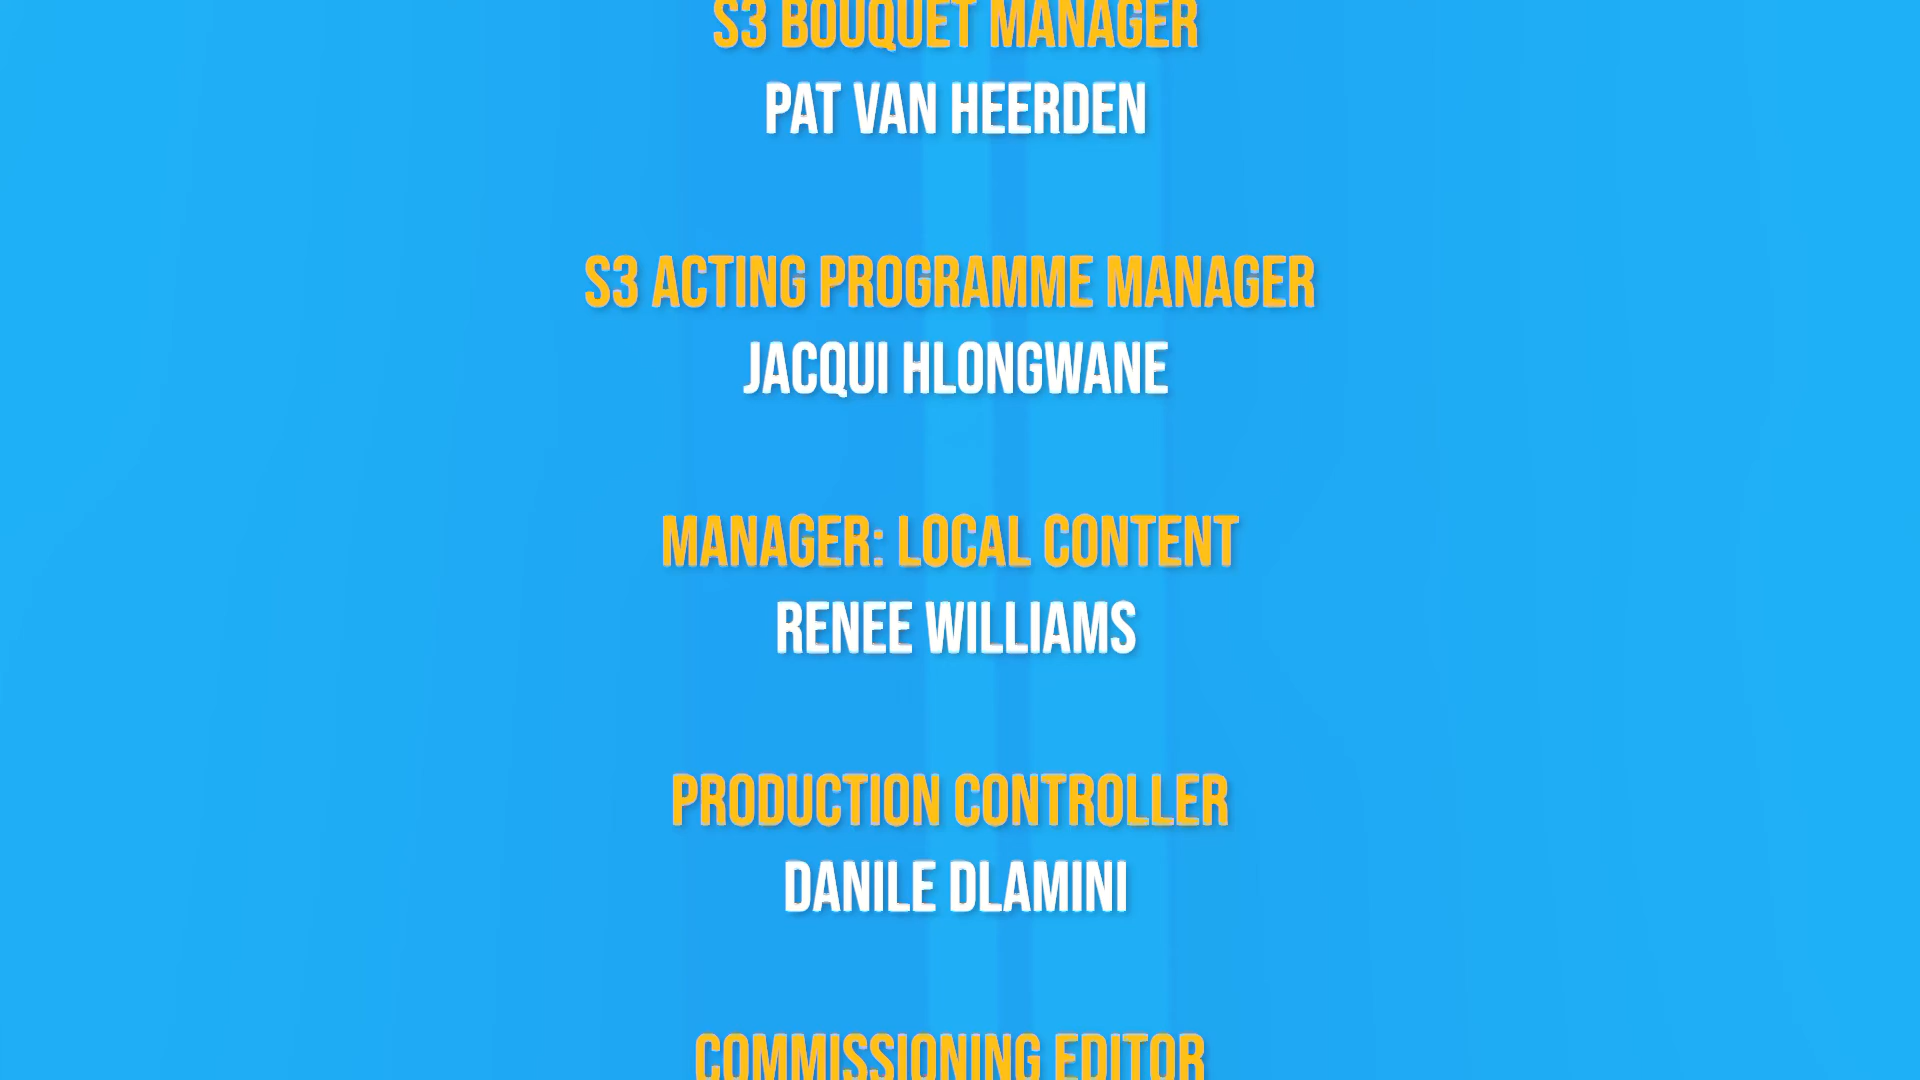 S3 BOUQUET MANAGER
PAT VAN HEERDEN
S3 ACTING PROGRAMME MANAGER
JACQUI HLONGWANE
MANAGER: LOCAL CONTENT
RENEE WILLIAMS
PRODUCTION CONTROLLER
DANILE DLAMINI
COMMISSIONING EDITOR